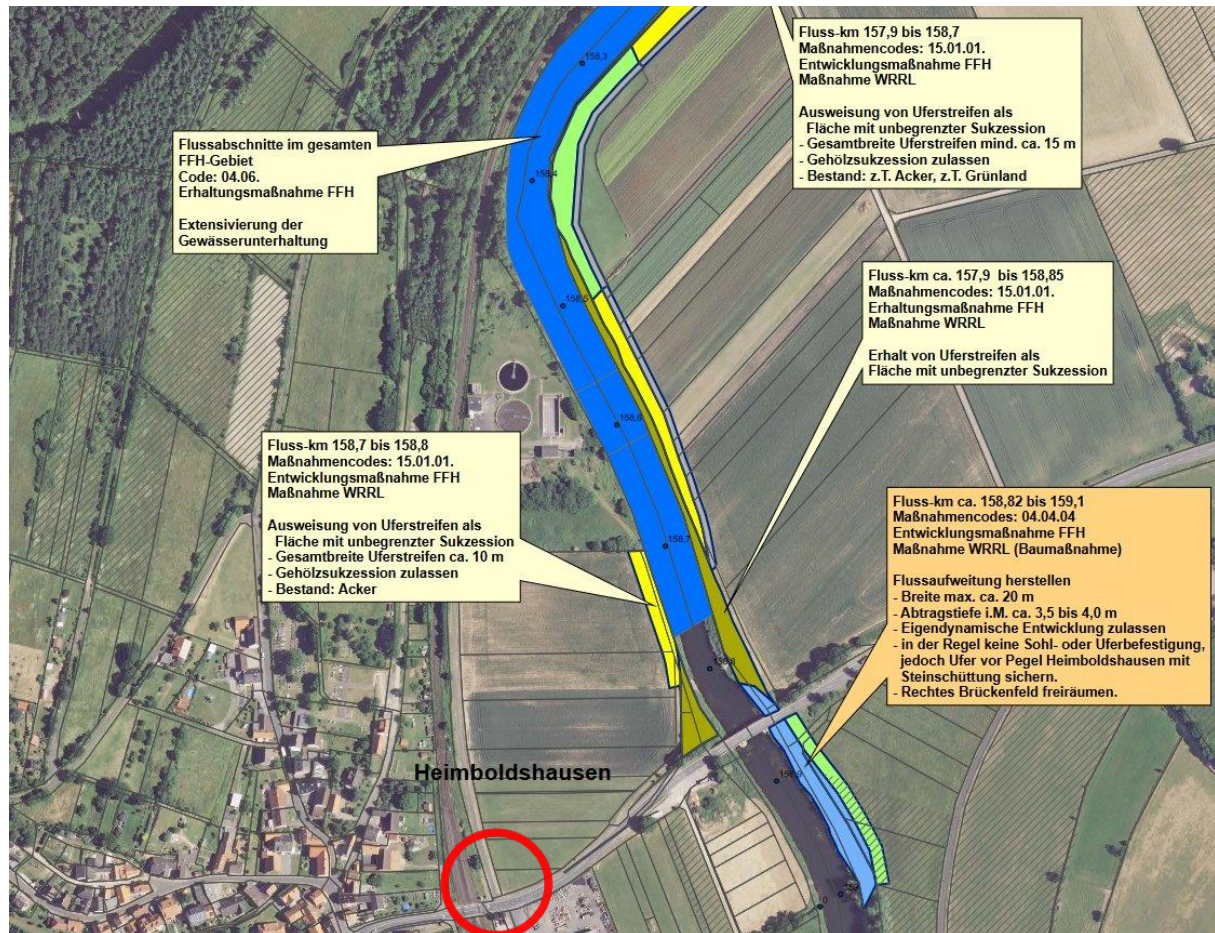 Fluss-km 157,9 bis 158,7
Maßnahmencodes: 15.01.01.
Entwicklungsmaßnahme FFH
Maßnahme WRRL
Ausweisung von Uferstreifen als
Fläche mit unbegrenzter Sukzession
- Gesamtbreite Uferstreifen mind. ca. 15 m
- Gehölzsukzession zulassen
- Bestand: z.T. Acker, z.T. Grünland
158,3
Flussabschnitte im gesamten
FFH-Gebiet
Code: 04.06.
Erhaltungsmaßnahme FFH
Extensivierung der
Gewässerunterhaltung
158,4
Fluss-km ca. 157,9 bis 158,85
Maßnahmencodes: 15.01.01.
Erhaltungsmaßnahme FFH
Maßnahme WRRL
Erhalt von Uferstreifen als
Fläche mit unbegrenzter Sukzession
158,5
158,6
Fluss-km 158,7 bis 158,8
Maßnahmencodes: 15.01.01.
Entwicklungsmaßnahme FFH
Maßnahme WRRL
Ausweisung von Uferstreifen als
Fläche mit unbegrenzter Sukzession
- Gesamtbreite Uferstreifen ca. 10 m
- Gehölzsukzession zulassen
- Bestand: Acker
158,7
Fluss-km ca. 158,82 bis 159,1
Maßnahmencodes: 04.04.04
Entwicklungsmaßnahme FFH
Maßnahme WRRL (Baumaßnahme)
Flussaufweitung herstellen
- Breite max. ca. 20 m
- Abtragstiefe i.M. ca. 3,5 bis 4,0 m
- Eigendynamische Entwicklung zulassen
- in der Regel keine Sohl- oder Uferbefestigung,
jedoch Ufer vor Pegel Heimboldshausen mit
Steinschüttung sichern.
- Rechtes Brückenfeld freiräumen.
158,8
Heimboldshausen
158,9
159
0